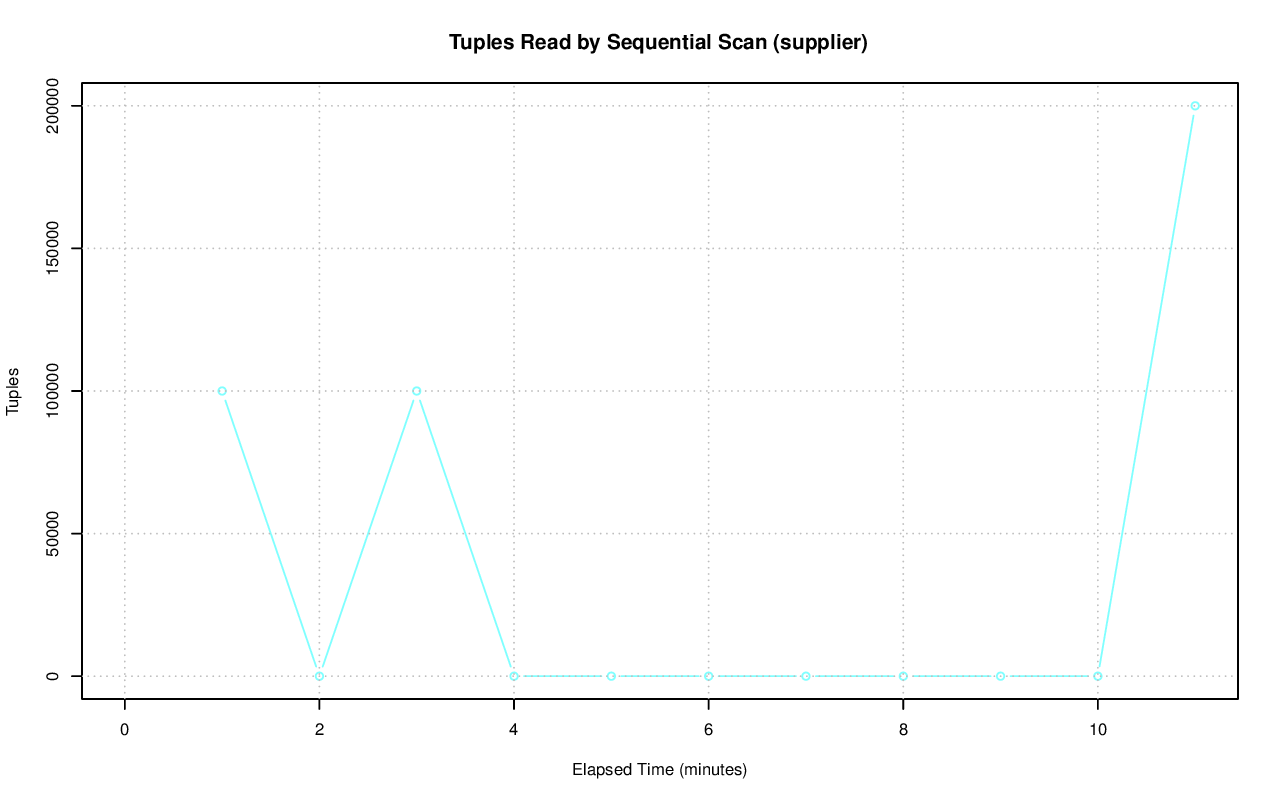 Tuples Read by Sequential Scan (supplier)
200000
150000
100000
50000
0
Tuples
0 2 4 6 8 10
Elapsed Time (minutes)